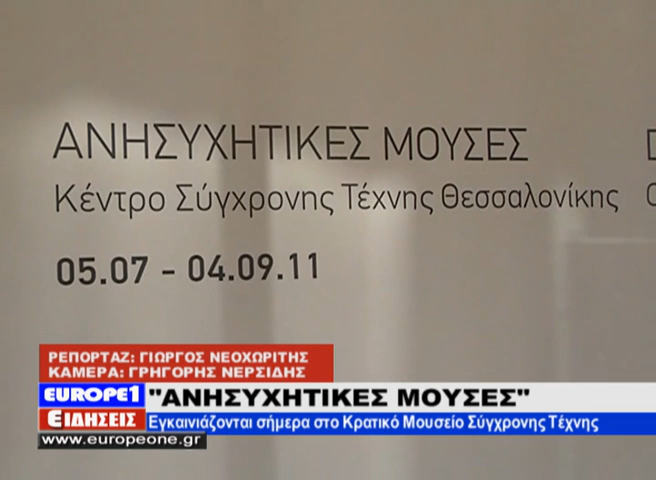 ΑΝΗΣΥΧΗΤΙΚΕΣ ΜΟΥΣΕΣ
Κέντρο Σύγχρονης Τέχνης Θεσσαλονίκης
05.07 - 04.09.11
ΡΕΠΟΡΤΑΖ: ΓΙΩΡΓΟΣ ΝΕΟΧΩΡΙΤΗΣ
ΚΑΜΕΡΑ: ΓΡΗΓΟΡΗΣ ΝΕΡΣΙΔΗΣ
EUROPE1 "ΑΝΗΣΥΧΗΤΙΚΕΣ ΜΟΥΣΕΣ"
ΕΙΔΗΣΕΙΣ Εγκαινιάζονται σήμερα στο Κρατικό Μουσείο Σύγχρονης Τέχνης
www.europeone.gr